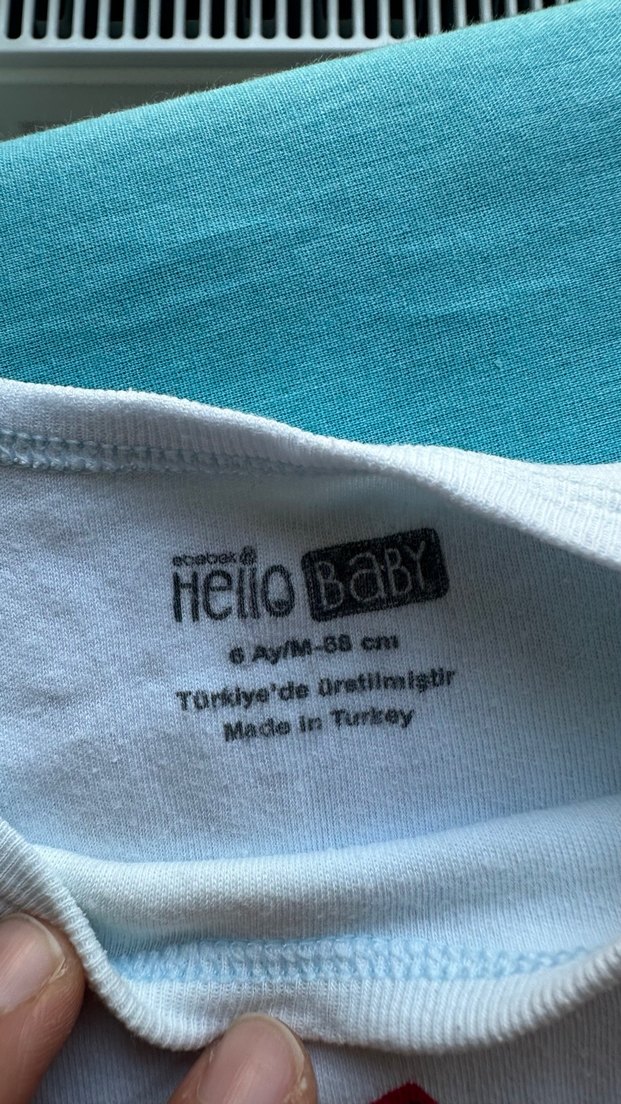 ebebek
Hello BABY
6 Ay/M-68 cm
Türkiye'de üretilmiştir
Made in Turkey